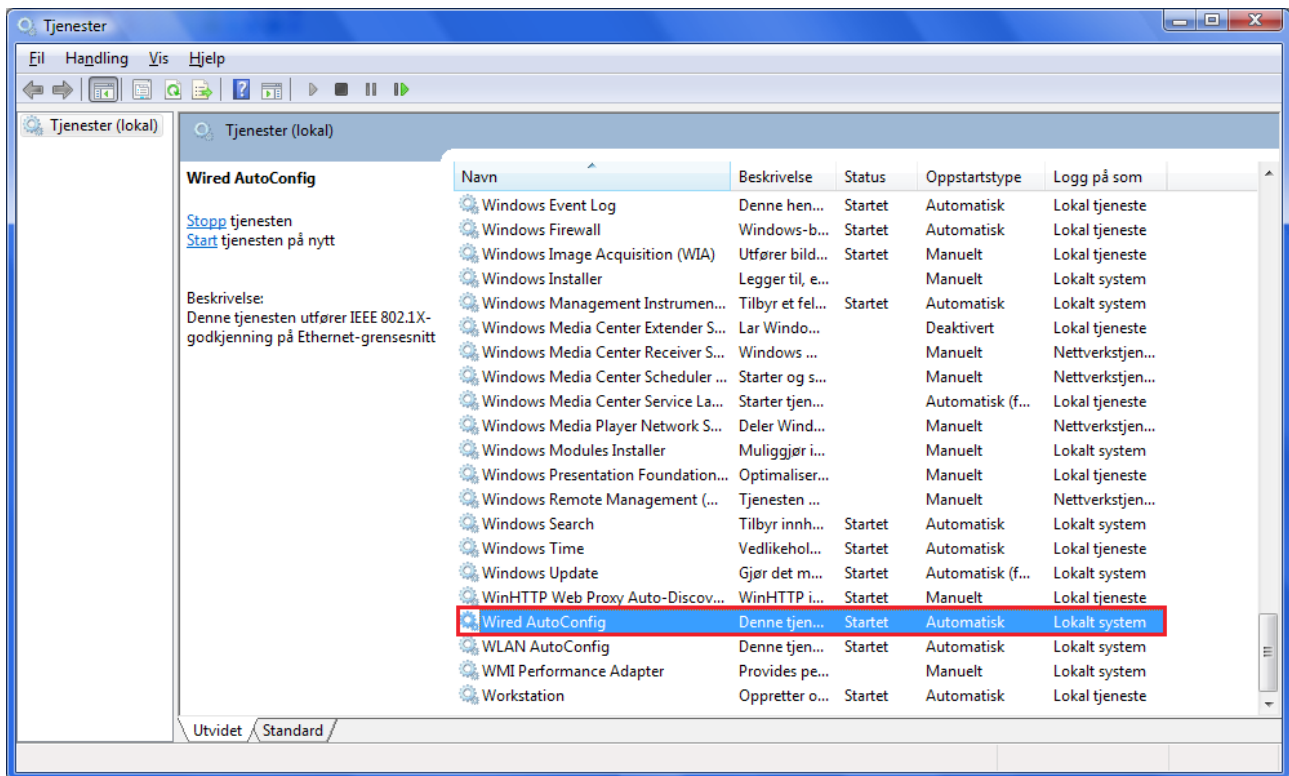 Tjenester
Fil Handling Vis Hjelp
Tjenester (lokal)
Tjenester (lokal)
Wired AutoConfig
Stopp tjenesten
Start tjenesten på nytt
Beskrivelse:
Denne tjenesten utfører IEEE 802.1X-
godkjenning på Ethernet-grensesnitt
Navn Beskrivelse Status Oppstartstype Logg på som
Windows Event Log Denne hen... Startet Automatisk Lokal tjeneste
Windows Firewall Windows-b... Startet Automatisk Lokal tjeneste
Windows Image Acquisition (WIA) Utfører bild... Startet Manuelt Lokal tjeneste
Windows Installer Legger til, e... Manuelt Lokalt system
Windows Management Instrumen... Tilbyr et fel... Startet Automatisk Lokalt system
Windows Media Center Extender S... Lar Windo... Deaktivert Lokal tjeneste
Windows Media Center Receiver S... Windows ... Manuelt Nettverkstjen...
Windows Media Center Scheduler ... Starter og s... Manuelt Nettverkstjen...
Windows Media Center Service La... Starter tjen... Automatisk (f... Lokal tjeneste
Windows Media Player Network S... Deler Wind... Manuelt Nettverkstjen...
Windows Modules Installer Muliggjør i... Manuelt Lokalt system
Windows Presentation Foundation... Optimaliser... Manuelt Lokal tjeneste
Windows Remote Management (... Tjenesten ... Manuelt Nettverkstjen...
Windows Search Tilbyr innh... Startet Automatisk Lokalt system
Windows Time Vedlikehol... Startet Automatisk Lokal tjeneste
Windows Update Gjør det m... Startet Automatisk (f... Lokalt system
WinHTTP Web Proxy Auto-Discov... WinHTTP i... Startet Manuelt Lokal tjeneste
Wired AutoConfig Denne tjen... Startet Automatisk Lokalt system
WLAN AutoConfig Denne tjen... Startet Automatisk Lokalt system
WMI Performance Adapter Provides pe... Manuelt Lokalt system
Workstation Oppretter o... Startet Automatisk Lokal tjeneste
Utvidet Standard